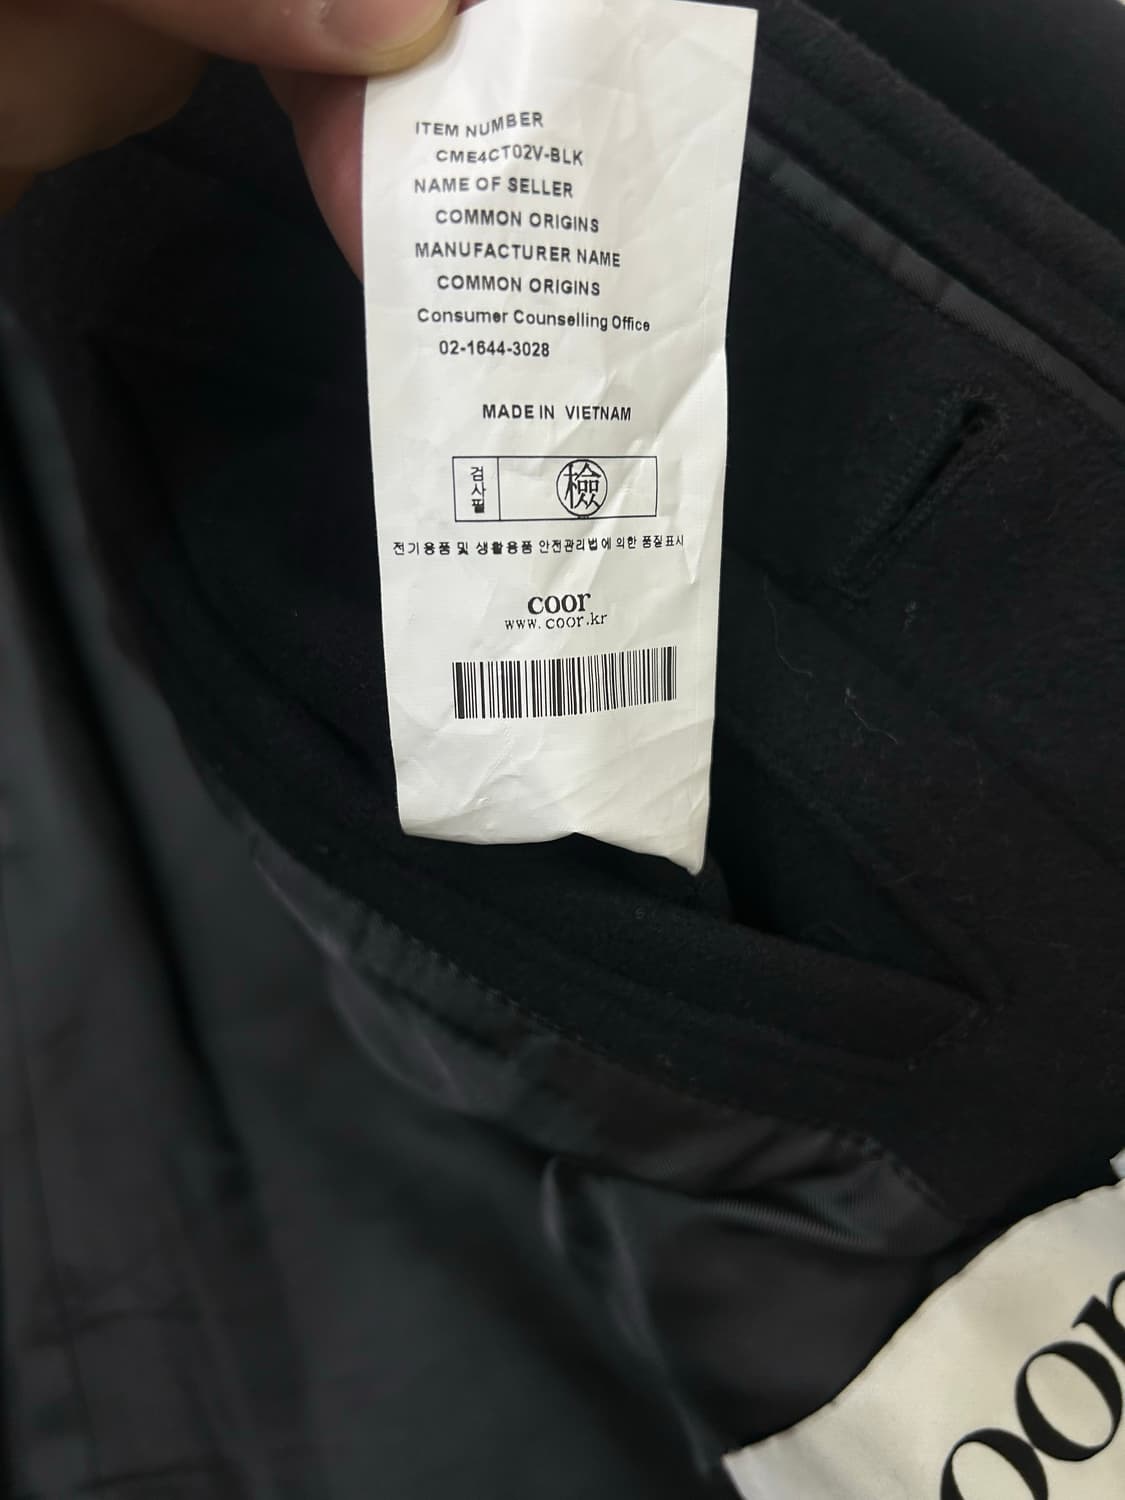 ITEM NUMBER
CME4CT02V-BLK
NAME OF SELLER
COMMON ORIGINS
MANUFACTURER NAME
COMMON ORIGINS
Consumer Counselling Office
02-1644-3028
MADE IN VIETNAM
검사필
檢
전기용품 및 생활용품 안전관리법에 의한 품질표시
coor
www.coor.kr
oor